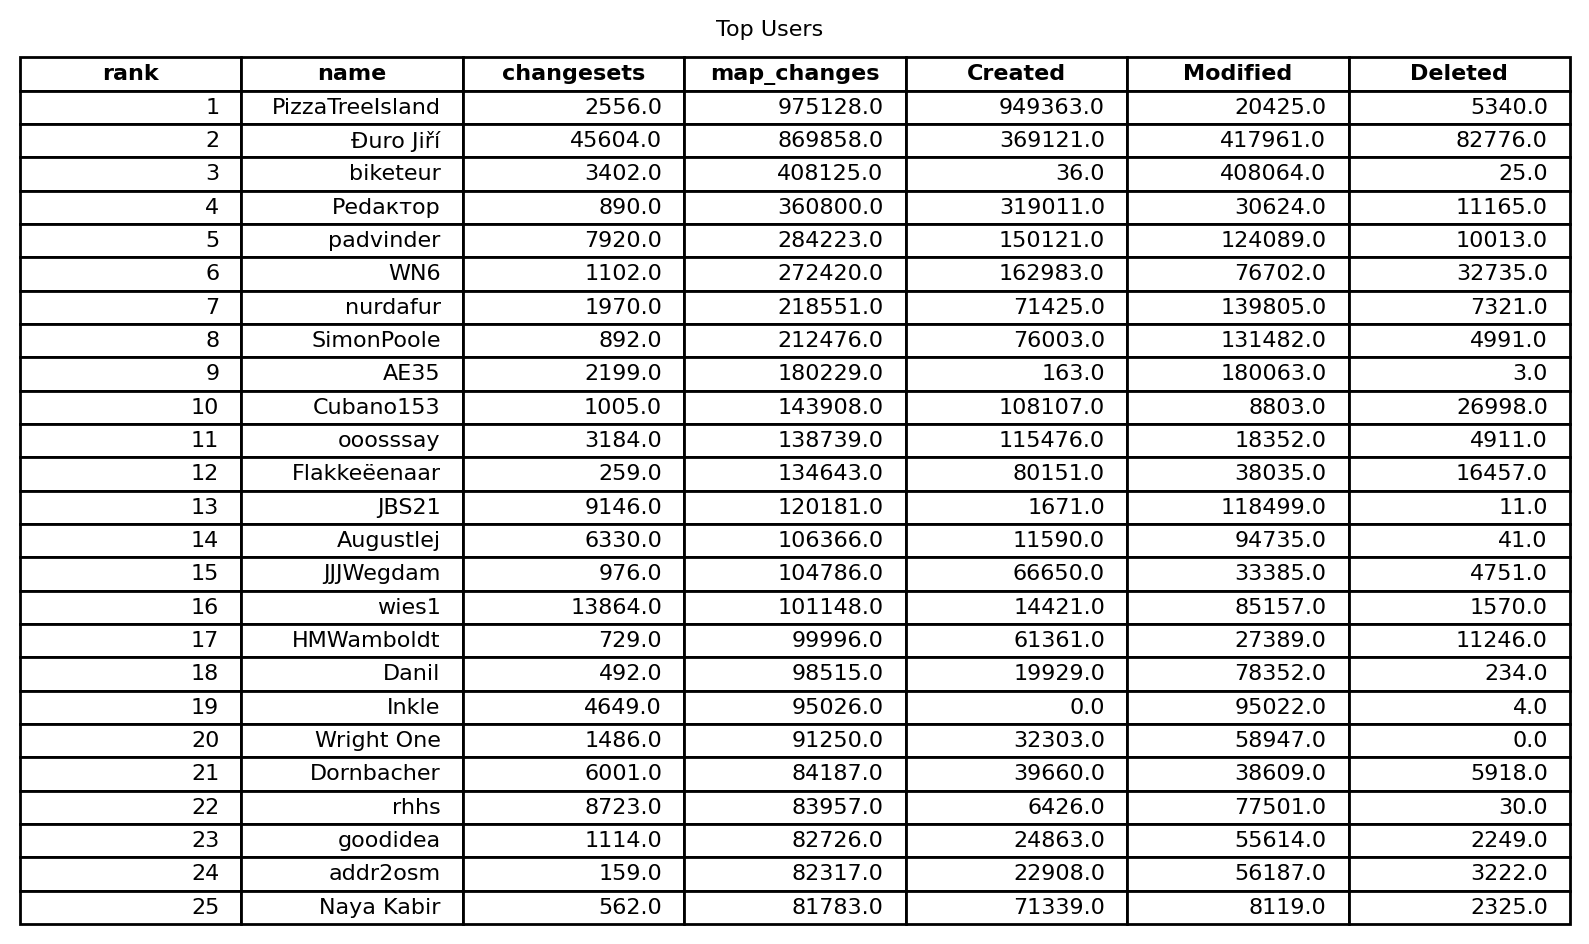 Top Users
rank name changesets map_changes Created Modified Deleted
1 PizzaTreeIsland 2556.0 975128.0 949363.0 20425.0 5340.0
2 Đuro Jiří 45604.0 869858.0 369121.0 417961.0 82776.0
3 biketeur 3402.0 408125.0 36.0 408064.0 25.0
4 Pedaктop 890.0 360800.0 319011.0 30624.0 11165.0
5 padvinder 7920.0 284223.0 150121.0 124089.0 10013.0
6 WN6 1102.0 272420.0 162983.0 76702.0 32735.0
7 nurdafur 1970.0 218551.0 71425.0 139805.0 7321.0
8 SimonPoole 892.0 212476.0 76003.0 131482.0 4991.0
9 AE35 2199.0 180229.0 163.0 180063.0 3.0
10 Cubano153 1005.0 143908.0 108107.0 8803.0 26998.0
11 ooosssay 3184.0 138739.0 115476.0 18352.0 4911.0
12 Flakkeëenaar 259.0 134643.0 80151.0 38035.0 16457.0
13 JBS21 9146.0 120181.0 1671.0 118499.0 11.0
14 Augustlej 6330.0 106366.0 11590.0 94735.0 41.0
15 JJJWegdam 976.0 104786.0 66650.0 33385.0 4751.0
16 wies1 13864.0 101148.0 14421.0 85157.0 1570.0
17 HMWamboldt 729.0 99996.0 61361.0 27389.0 11246.0
18 Danil 492.0 98515.0 19929.0 78352.0 234.0
19 Inkle 4649.0 95026.0 0.0 95022.0 4.0
20 Wright One 1486.0 91250.0 32303.0 58947.0 0.0
21 Dornbacher 6001.0 84187.0 39660.0 38609.0 5918.0
22 rhhs 8723.0 83957.0 6426.0 77501.0 30.0
23 goodidea 1114.0 82726.0 24863.0 55614.0 2249.0
24 addr2osm 159.0 82317.0 22908.0 56187.0 3222.0
25 Naya Kabir 562.0 81783.0 71339.0 8119.0 2325.0